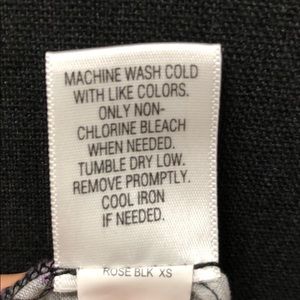 MACHINE WASH COLD
WITH LIKE COLORS.
ONLY NON-
CHLORINE BLEACH
WHEN NEEDED.
TUMBLE DRY LOW.
REMOVE PROMPTLY.
COOL IRON
IF NEEDED.
ROSE BLK XS